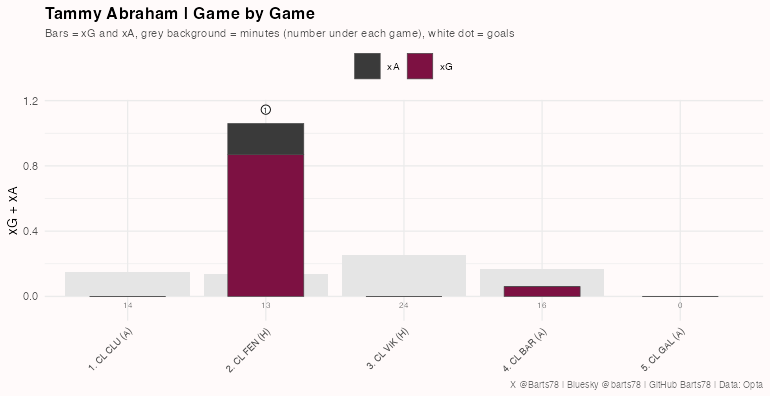 Tammy Abraham | Game by Game
Bars = xG and xA, grey background = minutes (number under each game), white dot = goals
xA xG
xG + xA
1.2
0.8
0.4
0.0
1
14 13 24 16 0
1. CL CLU (A)
2. CL FEN (H)
3. CL VIK (H)
4. CL BAR (A)
5. CL GAL (A)
X @Barts78 | Bluesky @barts78 | GitHub Barts78 | Data: Opta